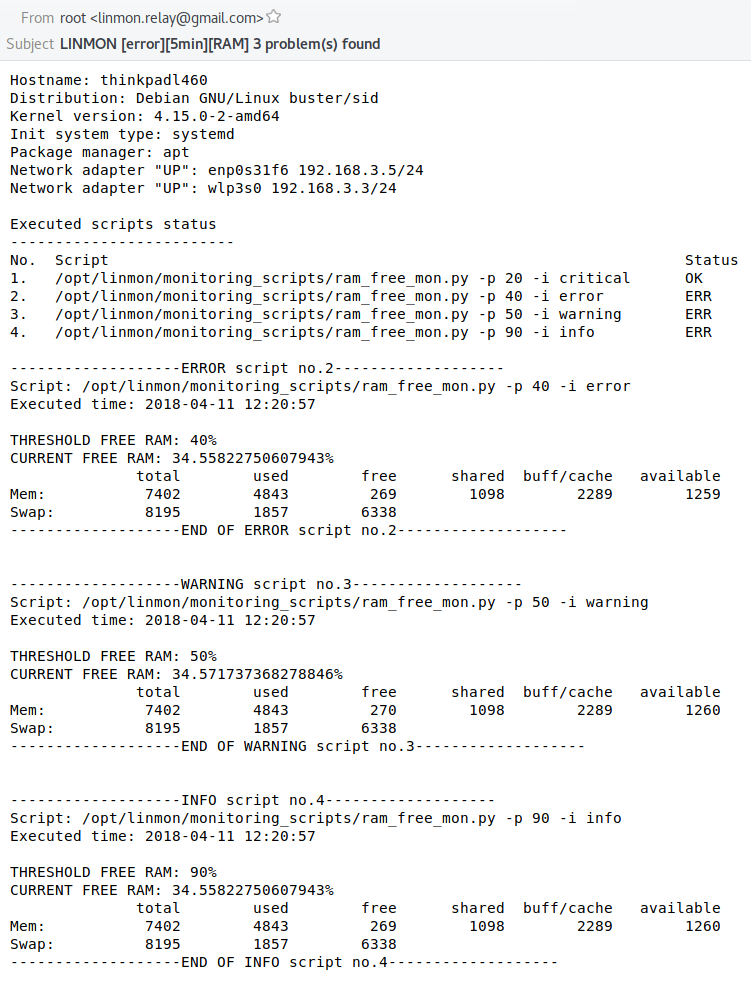 From root <linmon.relay@gmail.com>
Subject LINMON [error][5min][RAM] 3 problem(s) found
Hostname: thinkpadl460
Distribution: Debian GNU/Linux buster/sid
Kernel version: 4.15.0-2-amd64
Init system type: systemd
Package manager: apt
Network adapter "UP": enp0s31f6 192.168.3.5/24
Network adapter "UP": wlp3s0 192.168.3.3/24

Executed scripts status
-------------------------
No.  Script                                                                Status
1.   /opt/linmon/monitoring_scripts/ram_free_mon.py -p 20 -i critical      OK
2.   /opt/linmon/monitoring_scripts/ram_free_mon.py -p 40 -i error         ERR
3.   /opt/linmon/monitoring_scripts/ram_free_mon.py -p 50 -i warning       ERR
4.   /opt/linmon/monitoring_scripts/ram_free_mon.py -p 90 -i info          ERR

-------------------ERROR script no.2-------------------
Script: /opt/linmon/monitoring_scripts/ram_free_mon.py -p 40 -i error
Executed time: 2018-04-11 12:20:57

THRESHOLD FREE RAM: 40%
CURRENT FREE RAM: 34.55822750607943%
              total        used        free      shared  buff/cache   available
Mem:           7402        4843         269        1098        2289        1259
Swap:          8195        1857        6338
-------------------END OF ERROR script no.2-------------------

-------------------WARNING script no.3-------------------
Script: /opt/linmon/monitoring_scripts/ram_free_mon.py -p 50 -i warning
Executed time: 2018-04-11 12:20:57

THRESHOLD FREE RAM: 50%
CURRENT FREE RAM: 34.571737368278846%
              total        used        free      shared  buff/cache   available
Mem:           7402        4843         270        1098        2289        1260
Swap:          8195        1857        6338
-------------------END OF WARNING script no.3-------------------

-------------------INFO script no.4-------------------
Script: /opt/linmon/monitoring_scripts/ram_free_mon.py -p 90 -i info
Executed time: 2018-04-11 12:20:57

THRESHOLD FREE RAM: 90%
CURRENT FREE RAM: 34.55822750607943%
              total        used        free      shared  buff/cache   available
Mem:           7402        4843         269        1098        2289        1260
Swap:          8195        1857        6338
-------------------END OF INFO script no.4-------------------